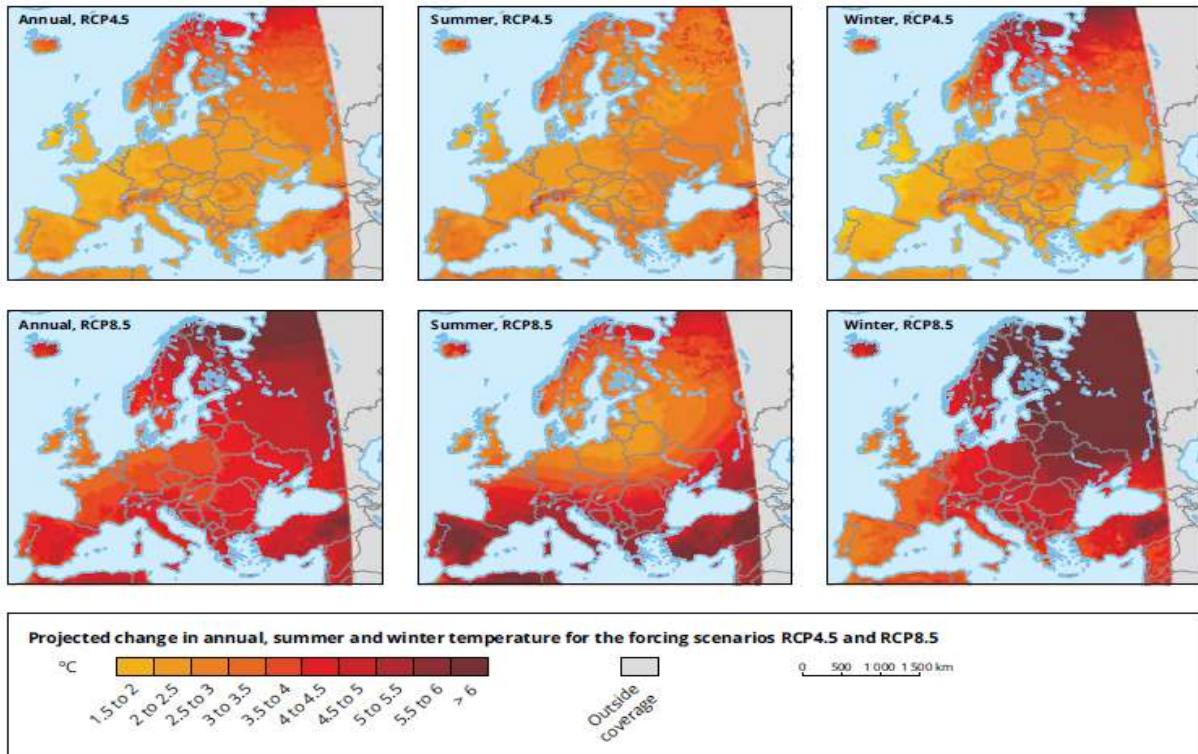 Annual, RCP4.5
Summer, RCP4.5
Winter, RCP4.5
Annual, RCP8.5
Summer, RCP8.5
Winter, RCP8.5
Projected change in annual, summer and winter temperature for the forcing scenarios RCP4.5 and RCP8.5
°C
1.5 to 2
2 to 2.5
2.5 to 3
3 to 3.5
3.5 to 4
4 to 4.5
4.5 to 5
5 to 5.5
5.5 to 6
> 6
Outside
coverage
0 500 1 000 1 500 km